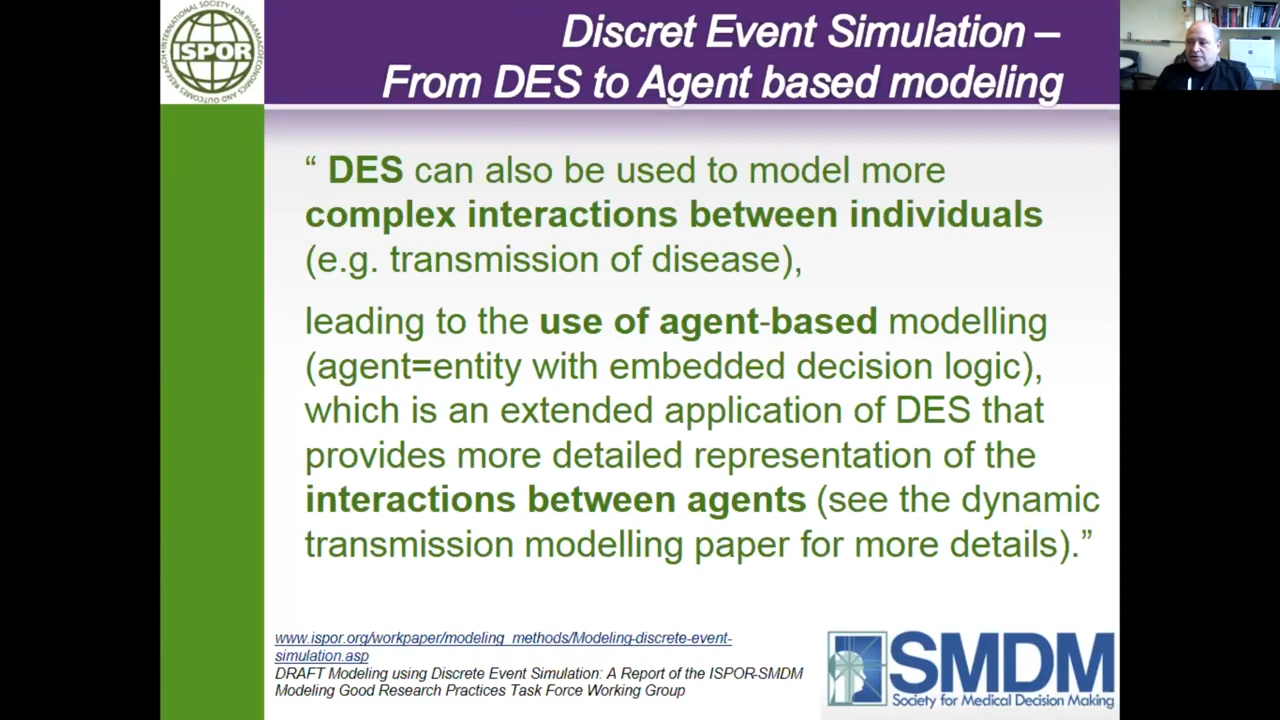 INTERNATIONAL SOCIETY FOR PHARMACOECONOMICS AND OUTCOMES RESEARCH
ISPOR
Discret Event Simulation –
From DES to Agent based modeling
“ DES can also be used to model more
complex interactions between individuals
(e.g. transmission of disease),
leading to the use of agent-based modelling
(agent=entity with embedded decision logic),
which is an extended application of DES that
provides more detailed representation of the
interactions between agents (see the dynamic
transmission modelling paper for more details).”
www.ispor.org/workpaper/modeling_methods/Modeling-discrete-event-
simulation.asp
DRAFT Modeling using Discrete Event Simulation: A Report of the ISPOR-SMDM
Modeling Good Research Practices Task Force Working Group
SMDM
Society for Medical Decision Making